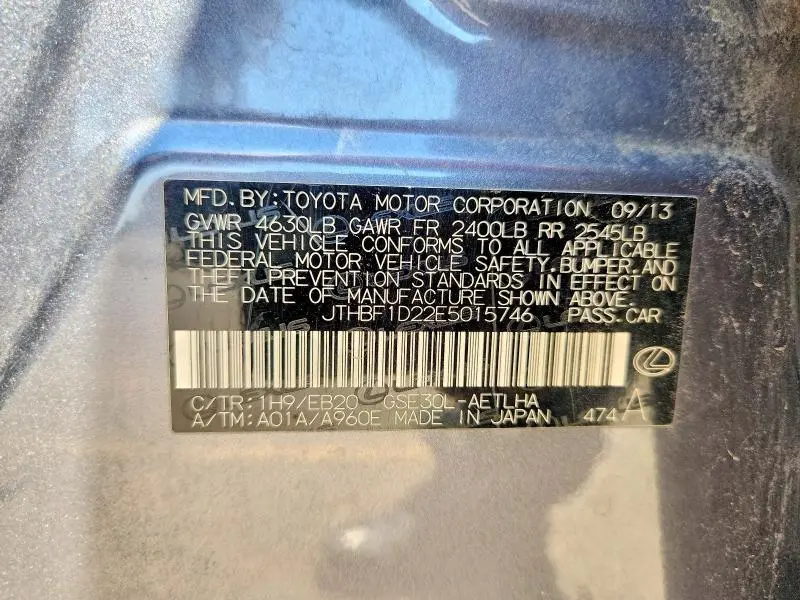 MFD. BY: TOYOTA MOTOR CORPORATION 09/13
GVWR 4630LB GAWR FR 2400LB RR 2545LB
THIS VEHICLE CONFORMS TO ALL APPLICABLE
FEDERAL MOTOR VEHICLE SAFETY, BUMPER, AND
THEFT PREVENTION STANDARDS IN EFFECT ON
THE DATE OF MANUFACTURE SHOWN ABOVE.
JTHBF1D22E5015746 PASS. CAR
C/TR: 1H9/EB20 GSE30L-AETLHA
A/TM: A01A/A960E MADE IN JAPAN 474 A